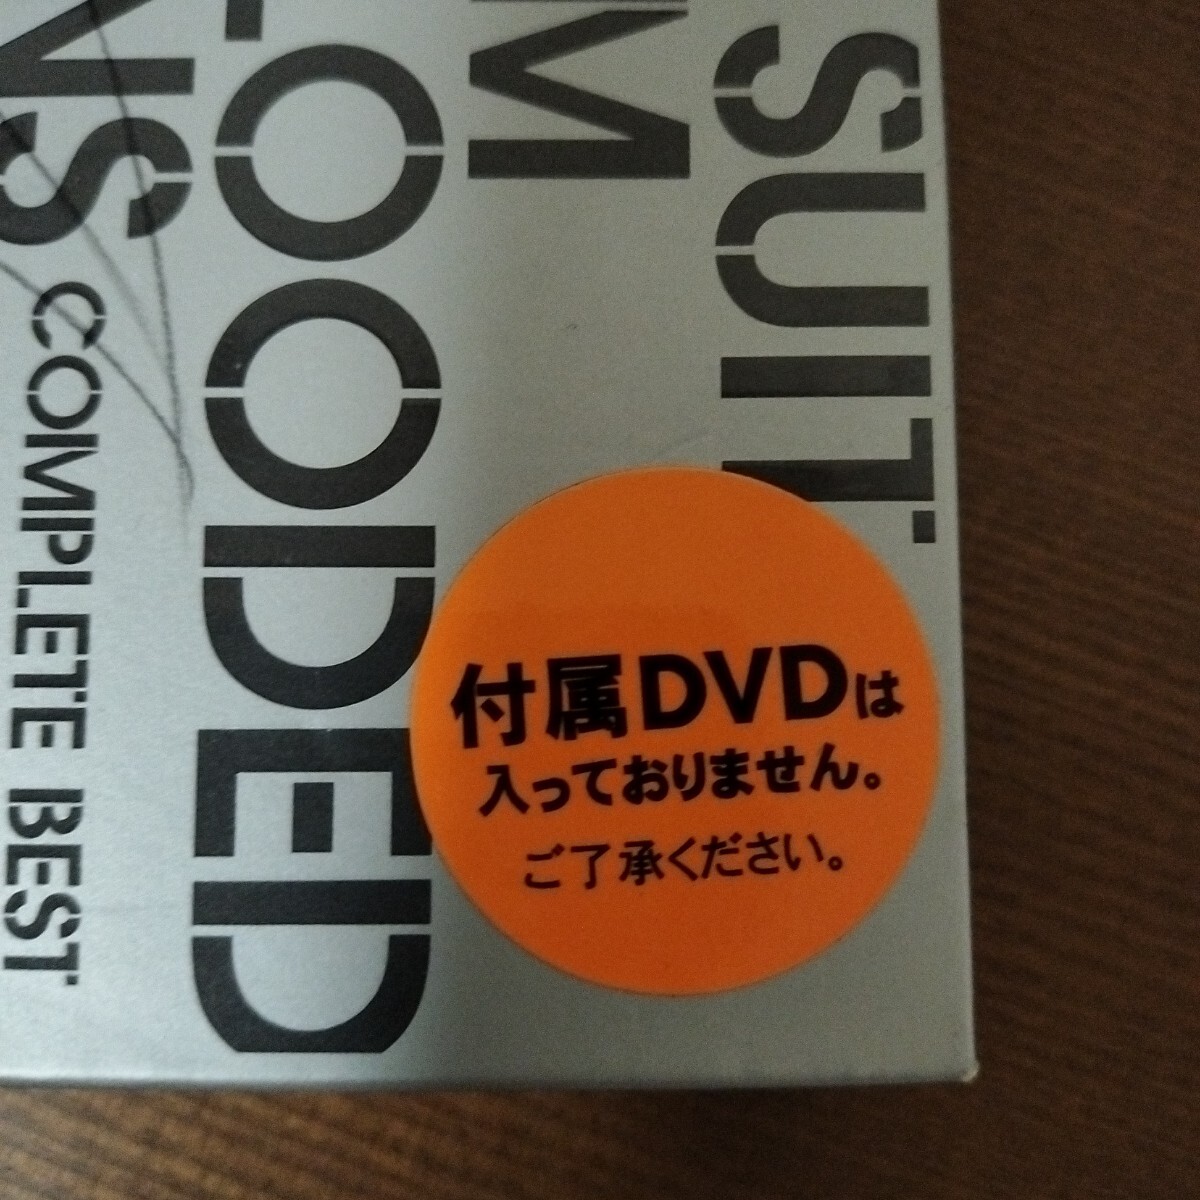 SUIT
M
OODED
NS
COMPLETE BEST
付属DVDは
入っておりません。
ご了承ください。